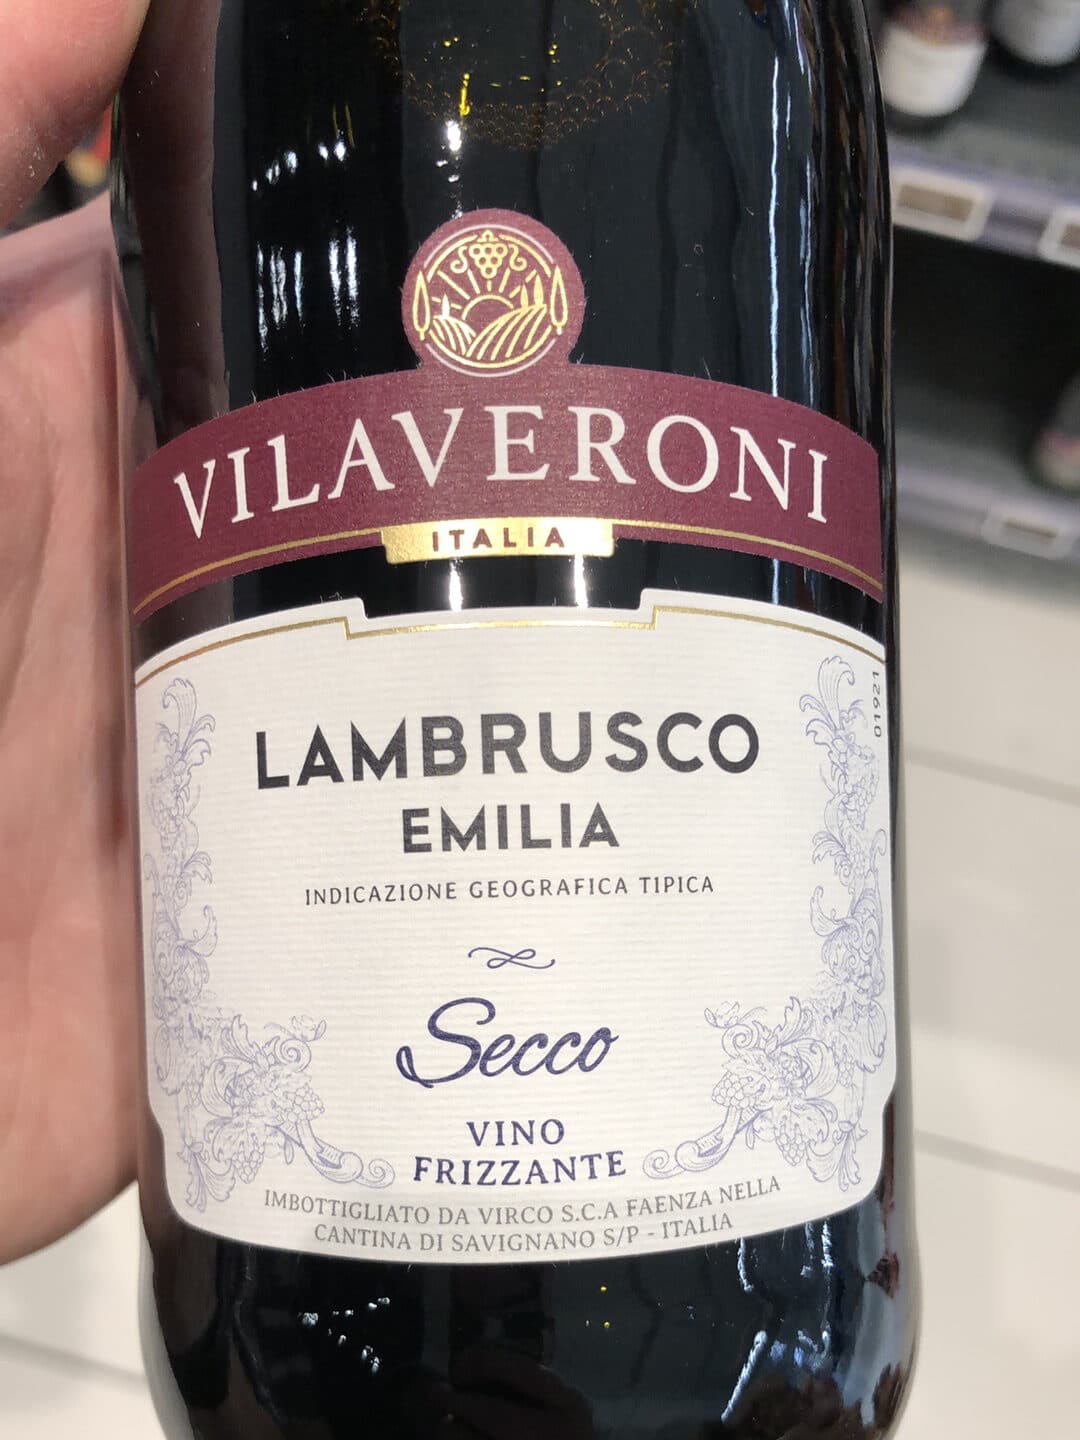 VILAVERONI
ITALIA
01921
LAMBRUSCO
EMILIA
INDICAZIONE GEOGRAFICA TIPICA
Secco
VINO
FRIZZANTE
IMBOTTIGLIATO DA VIRCO S.C.A FAENZA NELLA
CANTINA DI SAVIGNANO S/P - ITALIA